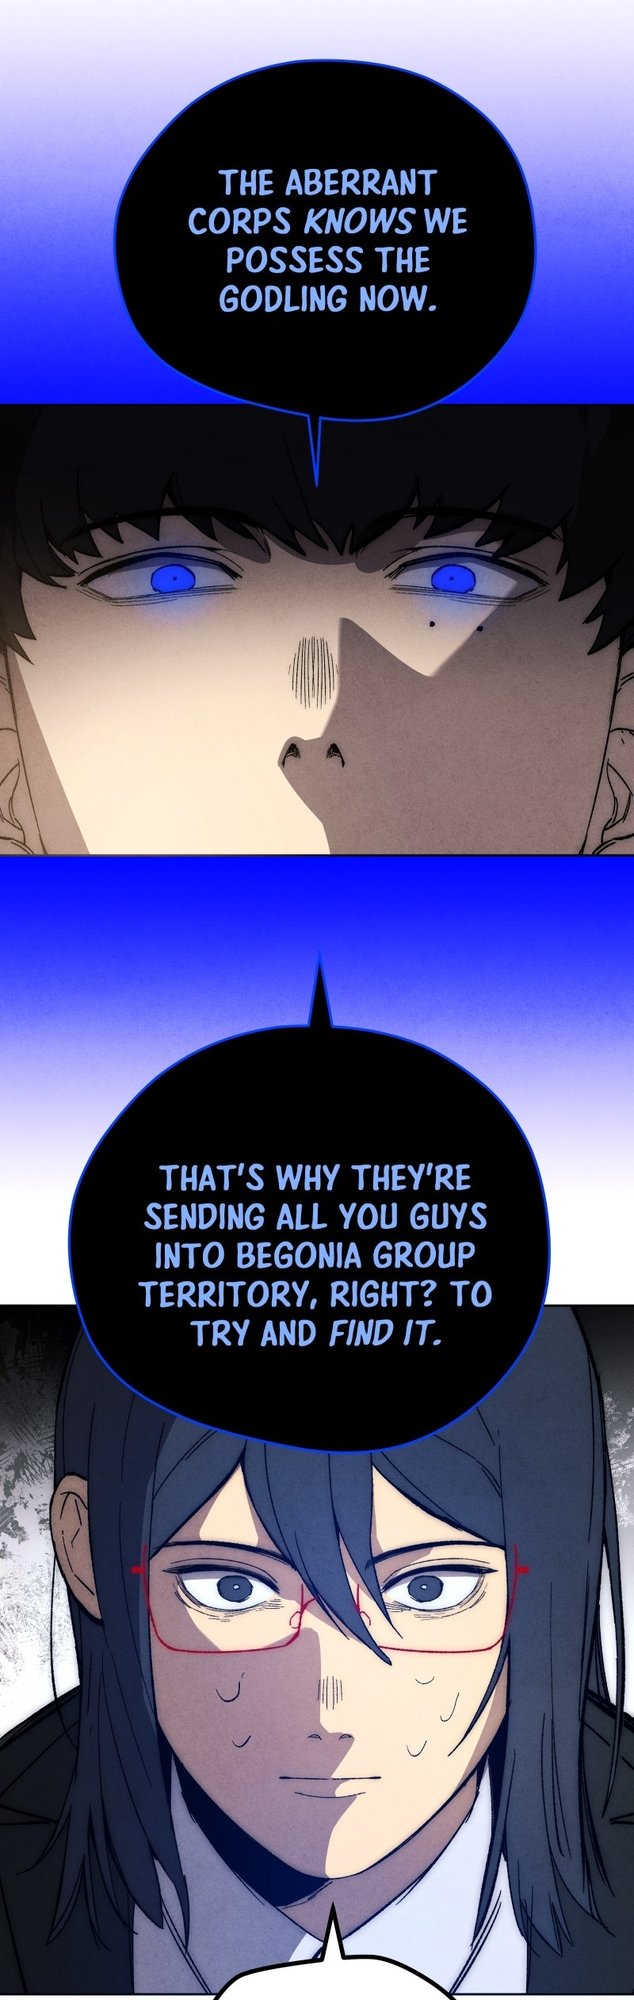 THE ABERRANT
CORPS KNOWS WE
POSSESS THE
GODLING NOW.
THAT'S WHY THEY'RE
SENDING ALL YOU GUYS
INTO BEGONIA GROUP
TERRITORY, RIGHT? TO
TRY AND FIND IT.